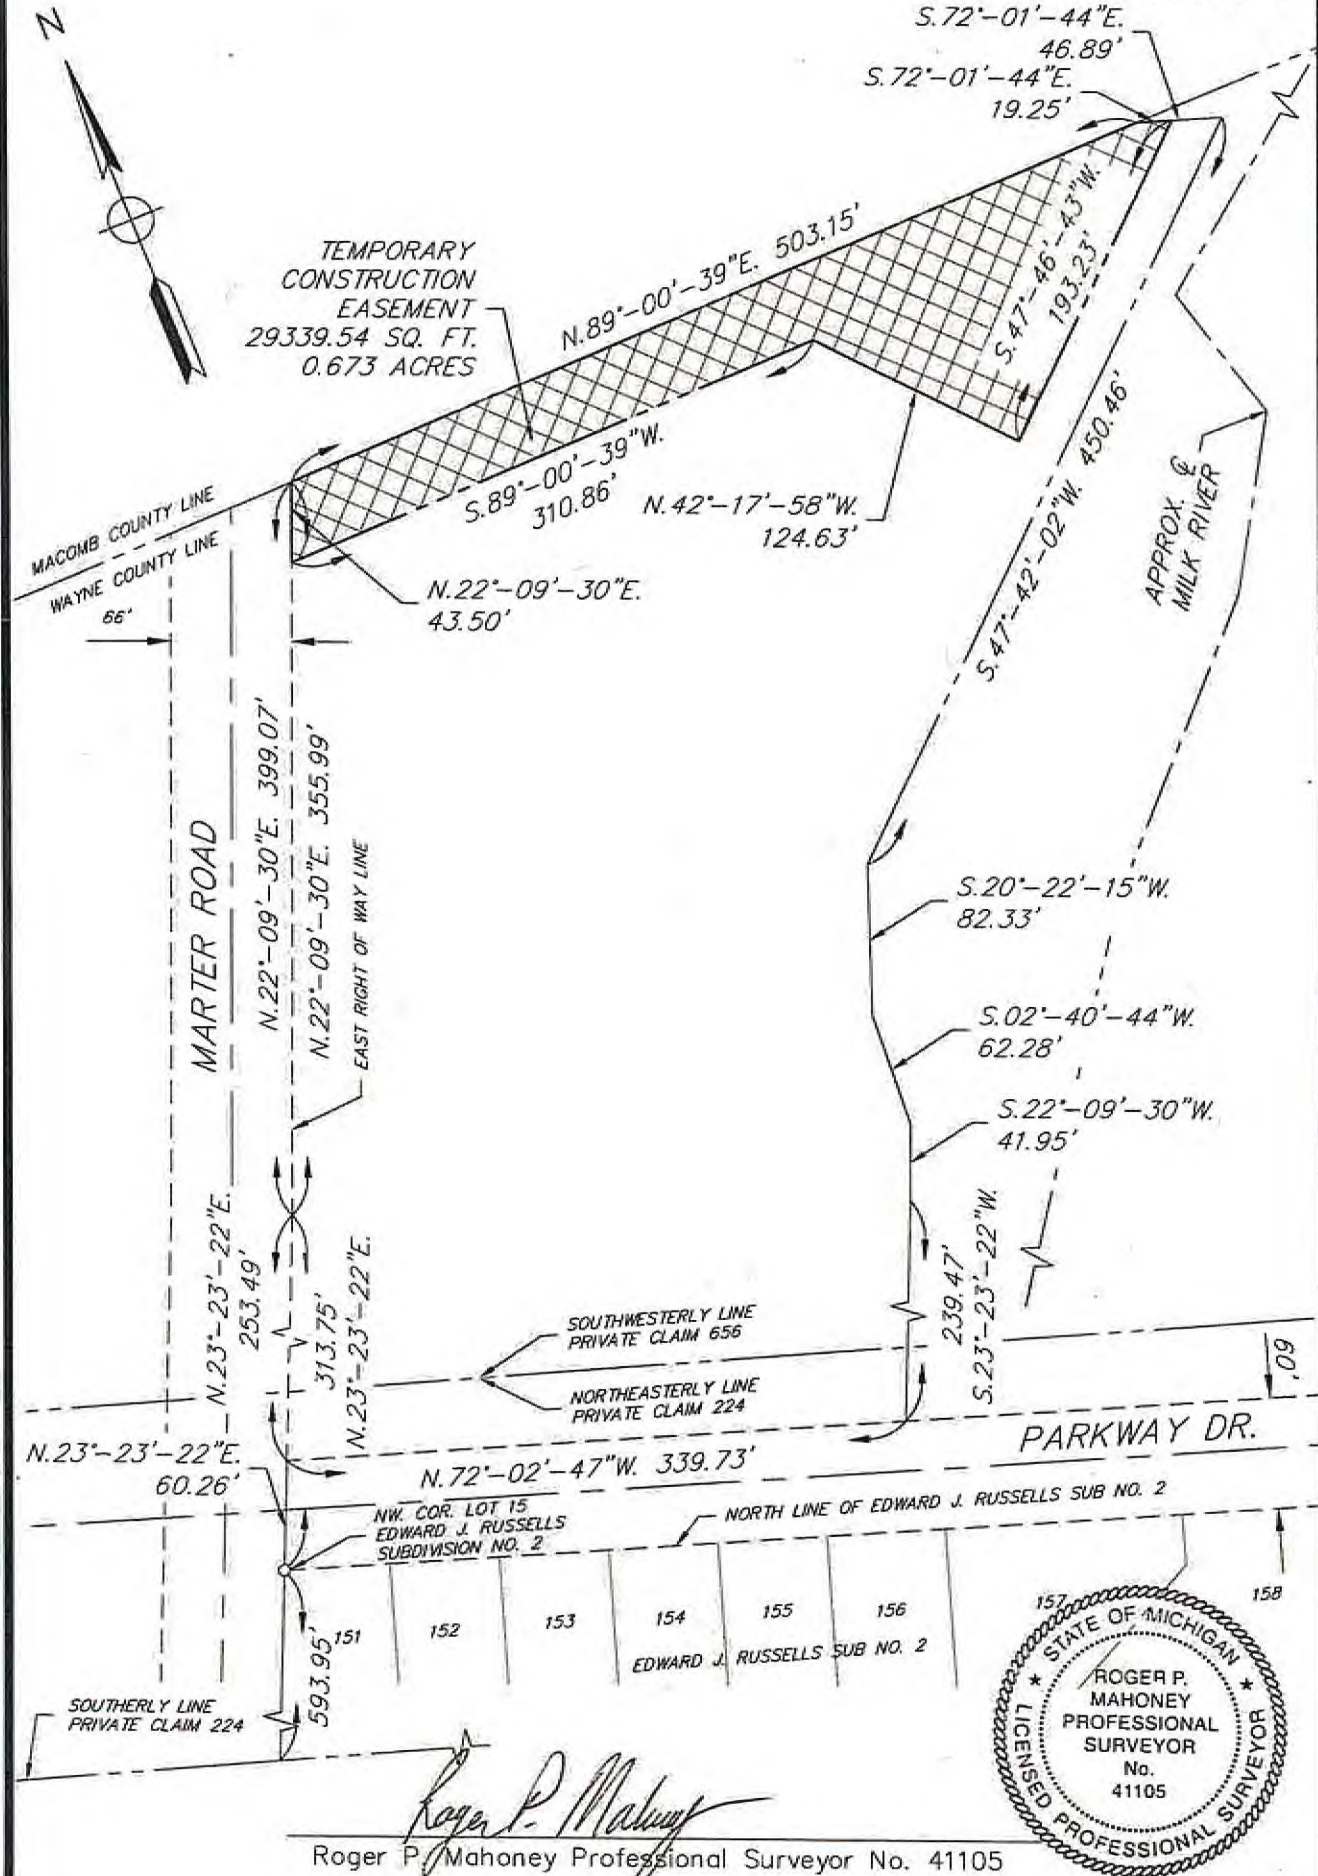 N
S.72°-01'-44"E.
46.89'
S.72°-01'-44"E.
19.25'
TEMPORARY
CONSTRUCTION
EASEMENT
29339.54 SQ. FT.
0.673 ACRES
N.89°-00'-39"E. 503.15'
S.47°-46'-43"W.
193.23'
S.89°-00'-39"W.
310.86'
N.42°-17'-58"W.
124.63'
S.47°-42'-02"W. 450.46'
APPROX. ℄
MILK RIVER
MACOMB COUNTY LINE
WAYNE COUNTY LINE
66'
N.22°-09'-30"E.
43.50'
MARTER ROAD
N.22°-09'-30"E. 399.07'
N.22°-09'-30"E. 355.99'
EAST RIGHT OF WAY LINE
S.20°-22'-15"W.
82.33'
S.02°-40'-44"W.
62.28'
S.22°-09'-30"W.
41.95'
N.23°-23'-22"E.
253.49'
313.75'
N.23°-23'-22"E.
239.47'
S.23°-23'-22"W.
SOUTHWESTERLY LINE
PRIVATE CLAIM 656
NORTHEASTERLY LINE
PRIVATE CLAIM 224
60'
PARKWAY DR.
N.23°-23'-22"E.
60.26'
N.72°-02'-47"W. 339.73'
NW. COR. LOT 15
EDWARD J. RUSSELLS
SUBDIVISION NO. 2
NORTH LINE OF EDWARD J. RUSSELLS SUB NO. 2
151
152
153
154
155
156
157
158
EDWARD J. RUSSELLS SUB NO. 2
593.95'
SOUTHERLY LINE
PRIVATE CLAIM 224
STATE OF MICHIGAN
ROGER P.
MAHONEY
PROFESSIONAL
SURVEYOR
No.
41105
LICENSED PROFESSIONAL SURVEYOR
Roger P. Mahoney
Roger P. Mahoney Professional Surveyor No. 41105